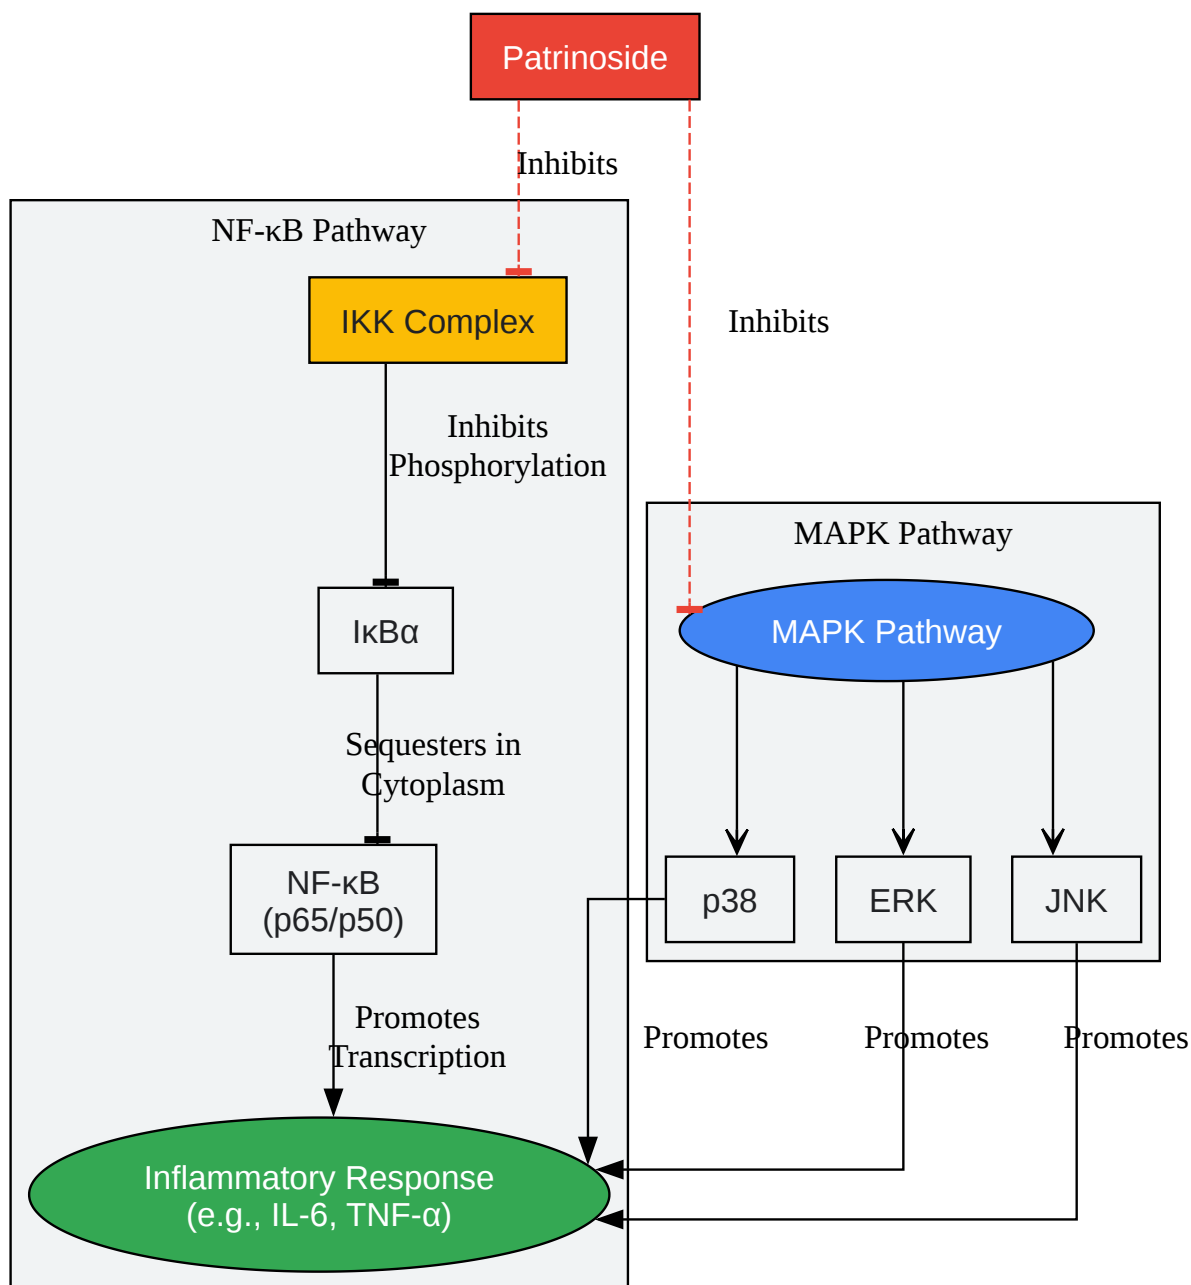 Patrinoside
Inhibits
NF-κB Pathway
IKK Complex
Inhibits
Inhibits
Phosphorylation
MAPK Pathway
IκBα
MAPK Pathway
Sequesters in
Cytoplasm
NF-κB
(p65/p50)
p38
ERK
JNK
Promotes
Transcription
Promotes
Promotes
Promotes
Inflammatory Response
(e.g., IL-6, TNF-α)